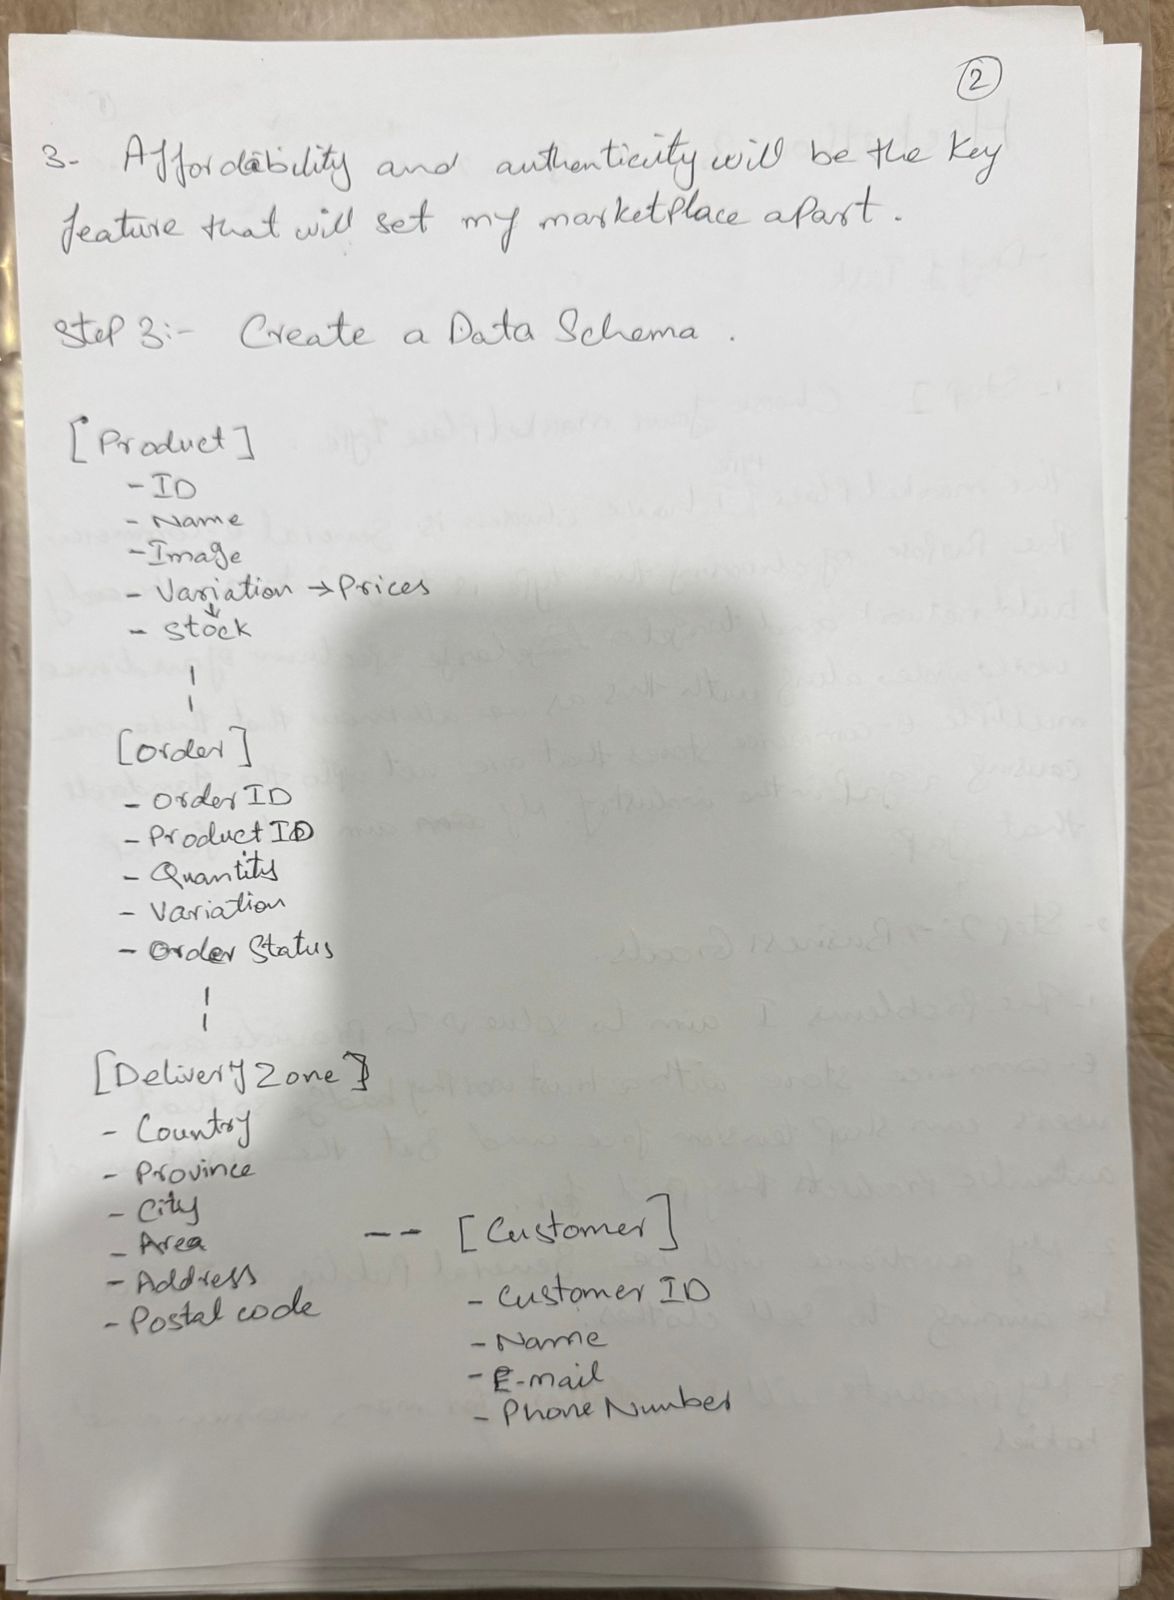 2
3- Affordability and authenticity will be the key
feature that will set my marketplace apart.
Step 3:- Create a Data Schema.
[Product]
- ID
- Name
- Image
- Variation → Prices
↓
- Stock
[Order]
- Order ID
- Product ID
- Quantity
- Variation
- Order Status
[Delivery Zone]
- Country
- Province
- City
- Area
- Address
- Postal code
-- [Customer]
- Customer ID
- Name
- E-mail
- Phone Number